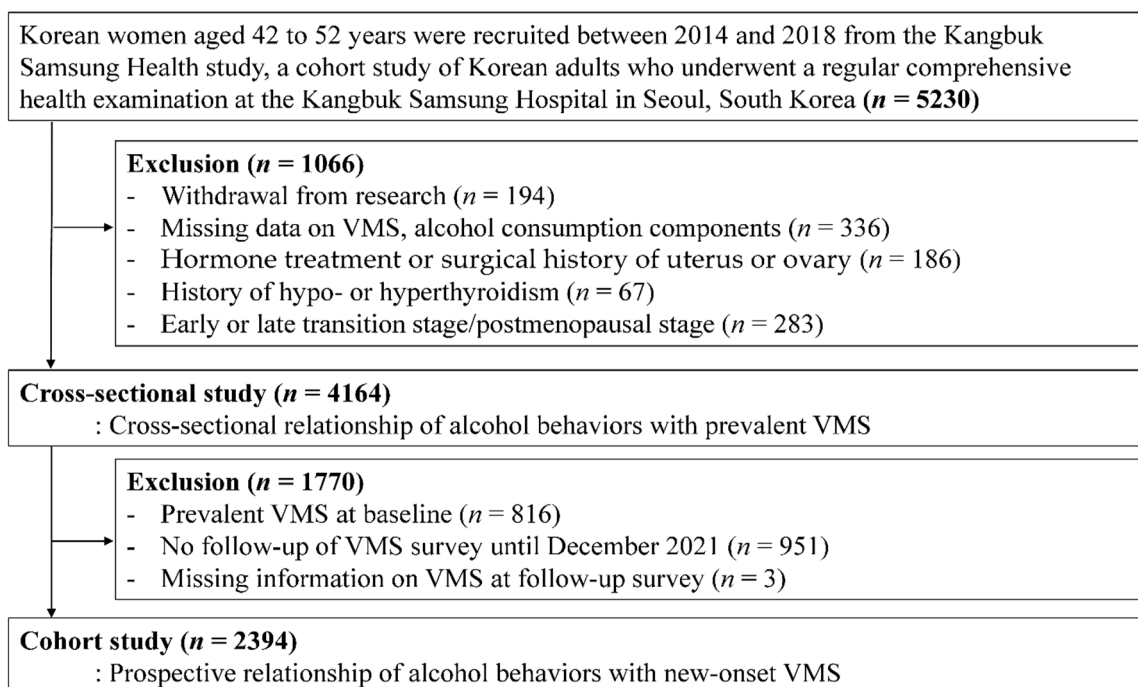 Korean women aged 42 to 52 years were recruited between 2014 and 2018 from the Kangbuk
Samsung Health study, a cohort study of Korean adults who underwent a regular comprehensive
health examination at the Kangbuk Samsung Hospital in Seoul, South Korea (n = 5230)
Exclusion (n = 1066)
- Withdrawal from research (n = 194)
- Missing data on VMS, alcohol consumption components (n = 336)
- Hormone treatment or surgical history of uterus or ovary (n = 186)
- History of hypo- or hyperthyroidism (n = 67)
- Early or late transition stage/postmenopausal stage (n = 283)
Cross-sectional study (n = 4164)
: Cross-sectional relationship of alcohol behaviors with prevalent VMS
Exclusion (n = 1770)
- Prevalent VMS at baseline (n = 816)
- No follow-up of VMS survey until December 2021 (n = 951)
- Missing information on VMS at follow-up survey (n = 3)
Cohort study (n = 2394)
: Prospective relationship of alcohol behaviors with new-onset VMS